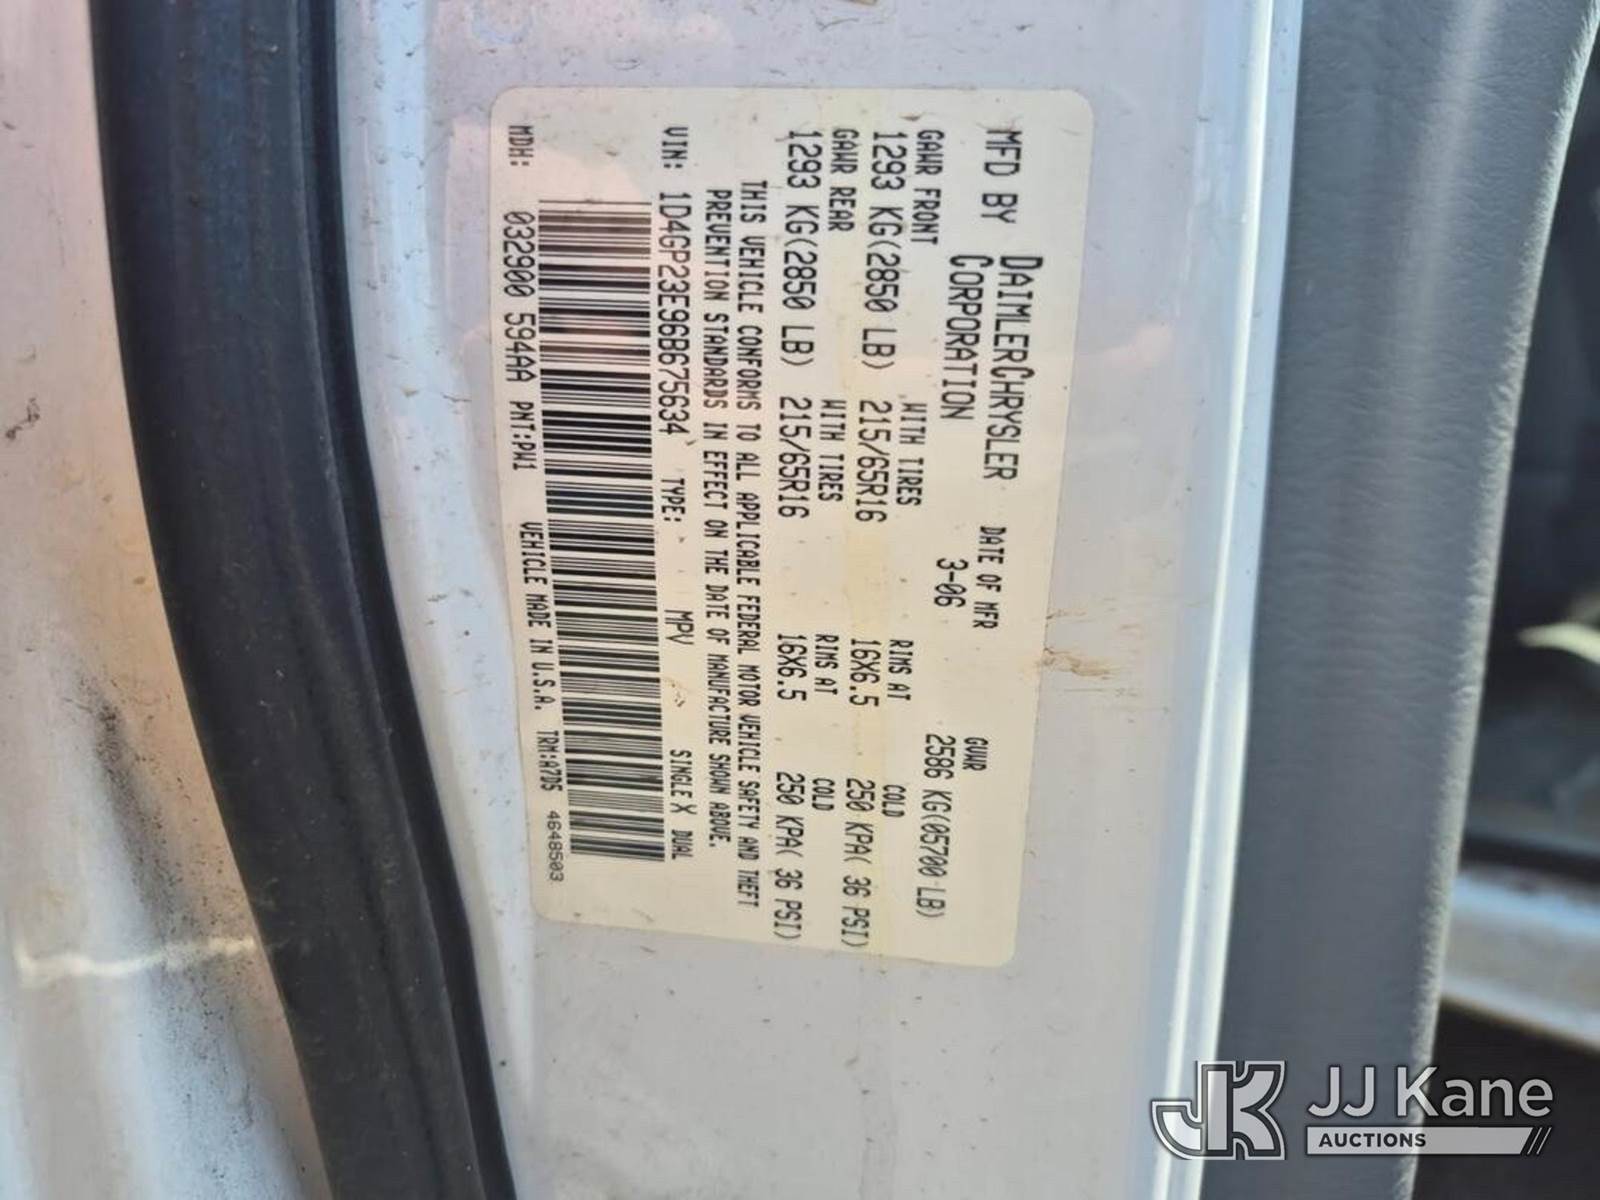 MFD BY DAIMLERCHRYSLER CORPORATION
DATE OF MFR 3-06
GVWR 2586 KG(05700 LB)
GAWR FRONT WITH TIRES RIMS AT COLD
1293 KG(2850 LB) 215/65R16 16X6.5 250 KPA( 36 PSI)
GAWR REAR WITH TIRES RIMS AT COLD
1293 KG(2850 LB) 215/65R16 16X6.5 250 KPA( 36 PSI)
THIS VEHICLE CONFORMS TO ALL APPLICABLE FEDERAL MOTOR VEHICLE SAFETY AND THEFT
PREVENTION STANDARDS IN EFFECT ON THE DATE OF MANUFACTURE SHOWN ABOVE.
VIN: 1D4GP23E96B675634 TYPE: MPV SINGLE X DUAL
MDH: 032900 594AA PNT:PW1 VEHICLE MADE IN U.S.A. TRM:A7D5 4648503
JK JJ Kane
AUCTIONS